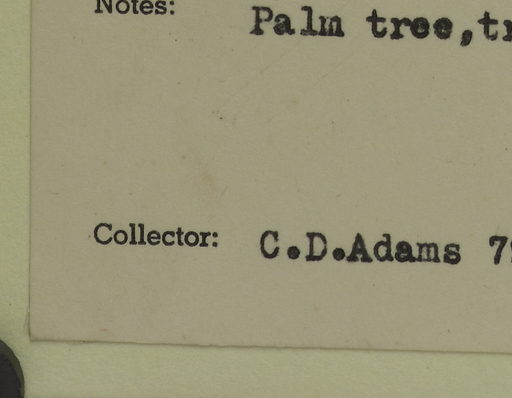 Notes: Palm tree,
Collector: C.D.Adams